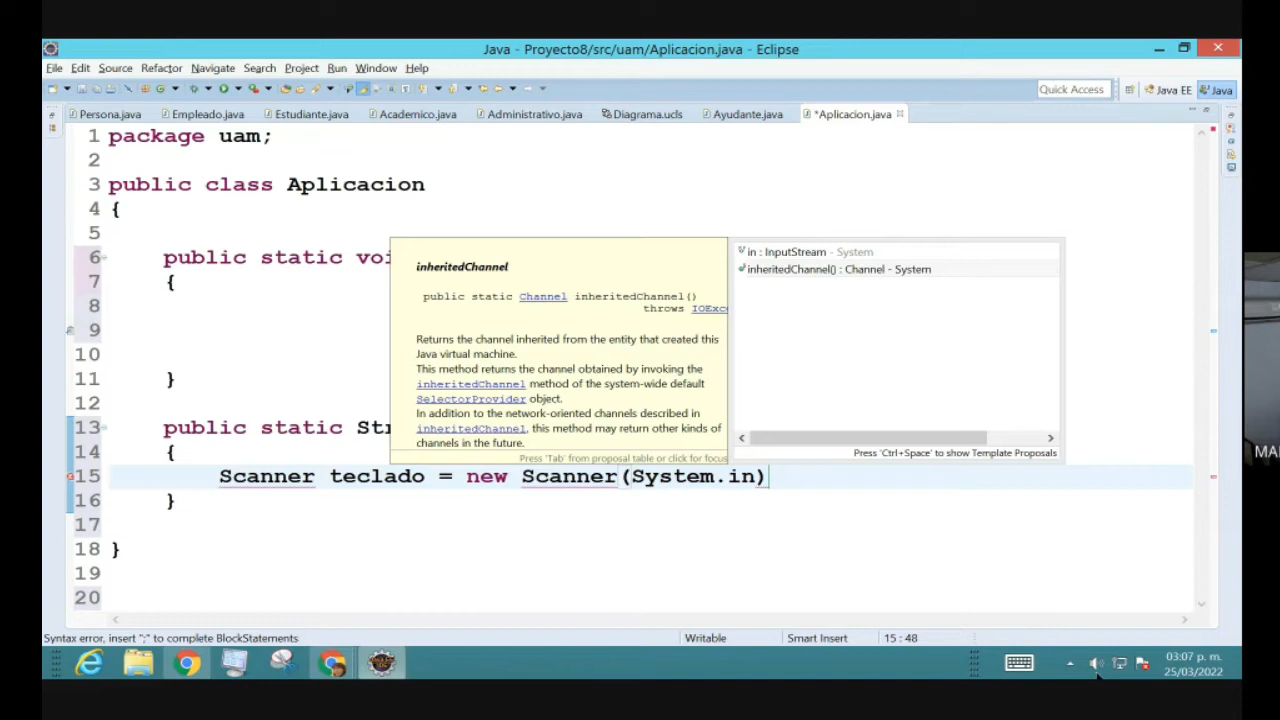 Java - Proyecto8/src/uam/Aplicacion.java - Eclipse
File Edit Source Refactor Navigate Search Project Run Window Help
Quick Access Java EE Java
Persona.java Empleado.java Estudiante.java Academico.java Administrativo.java Diagrama.ucls Ayudante.java *Aplicacion.java
1 package uam;
2
3 public class Aplicacion
4 {
5
6 public static voi
7 {
8
9
10
11 }
12
13 public static Str
14 {
15 Scanner teclado = new Scanner(System.in)
16 }
17
18 }
19
20
inheritedChannel
public static Channel inheritedChannel()
throws IOExc
Returns the channel inherited from the entity that created this
Java virtual machine.
This method returns the channel obtained by invoking the
inheritedChannel method of the system-wide default
SelectorProvider object.
In addition to the network-oriented channels described in
inheritedChannel, this method may return other kinds of
channels in the future.
Press 'Tab' from proposal table or click for focus
in : InputStream - System
inheritedChannel() : Channel - System
Press 'Ctrl+Space' to show Template Proposals
MA
Syntax error, insert ";" to complete BlockStatements Writable Smart Insert 15 : 48
03:07 p. m.
25/03/2022